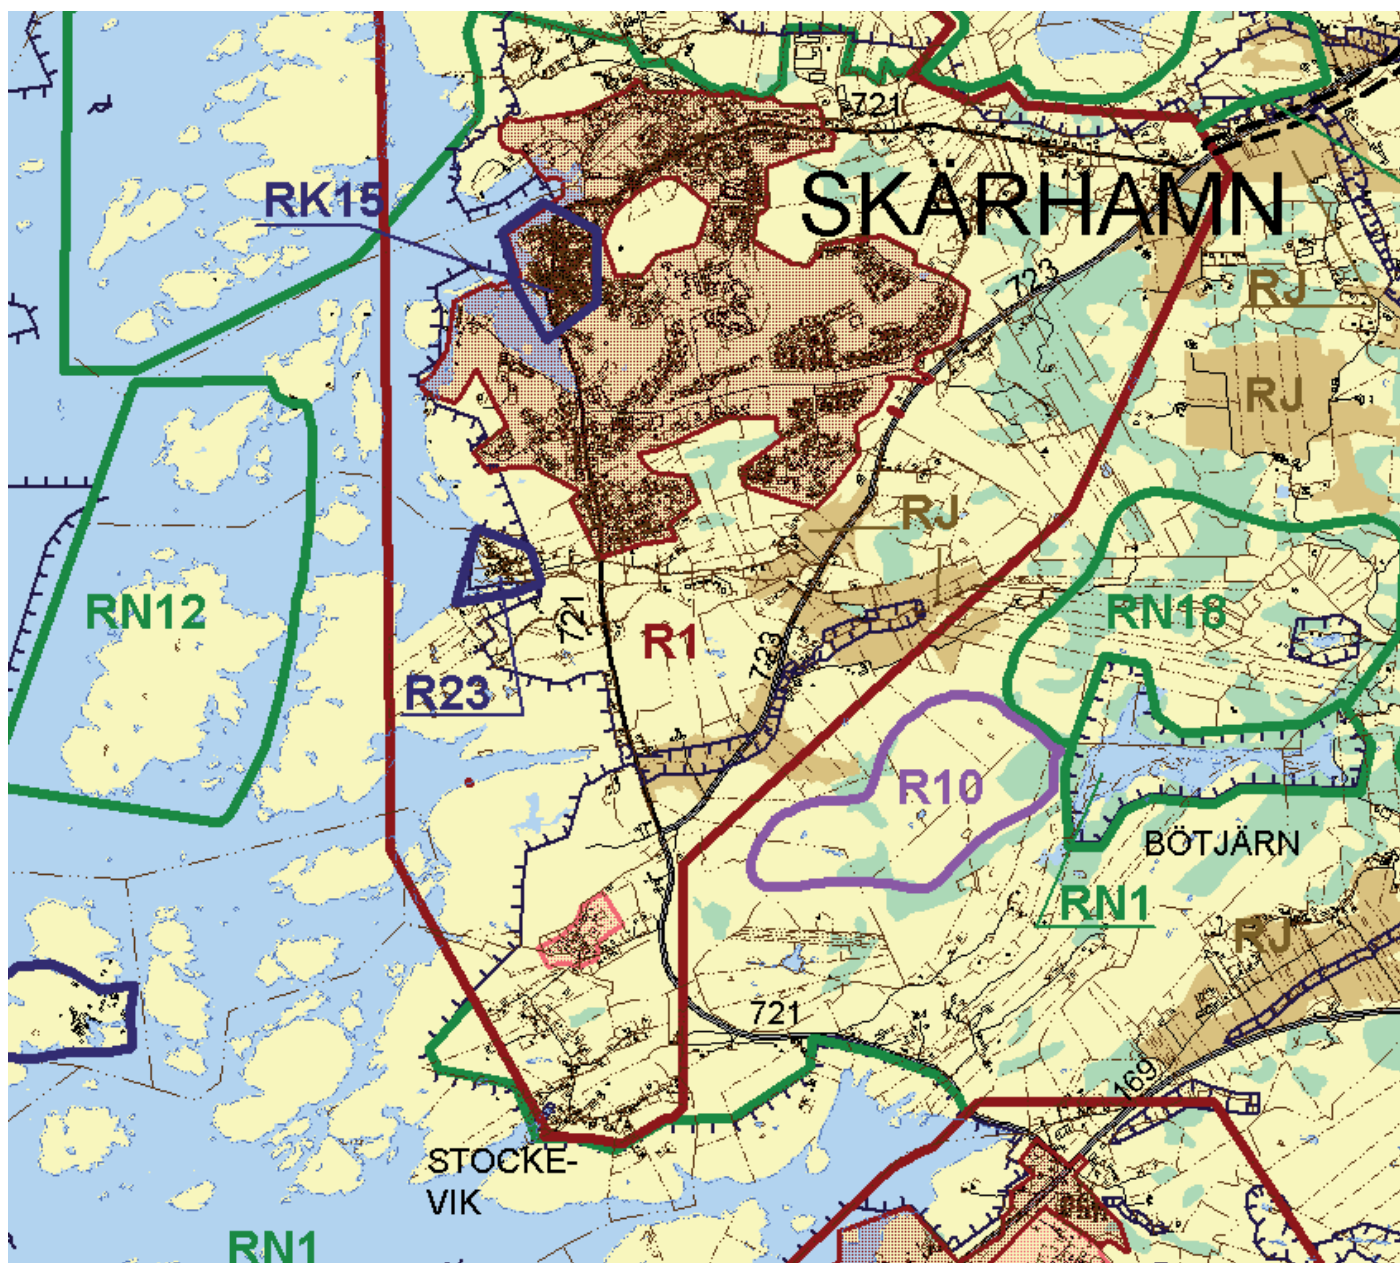 721
RK15
SKÄRHAMN
723
RJ
RJ
RJ
RN12
RN18
721
R1
723
R23
R10
BÖTJÄRN
RN1
RJ
721
169
STOCKE-
VIK
RN1